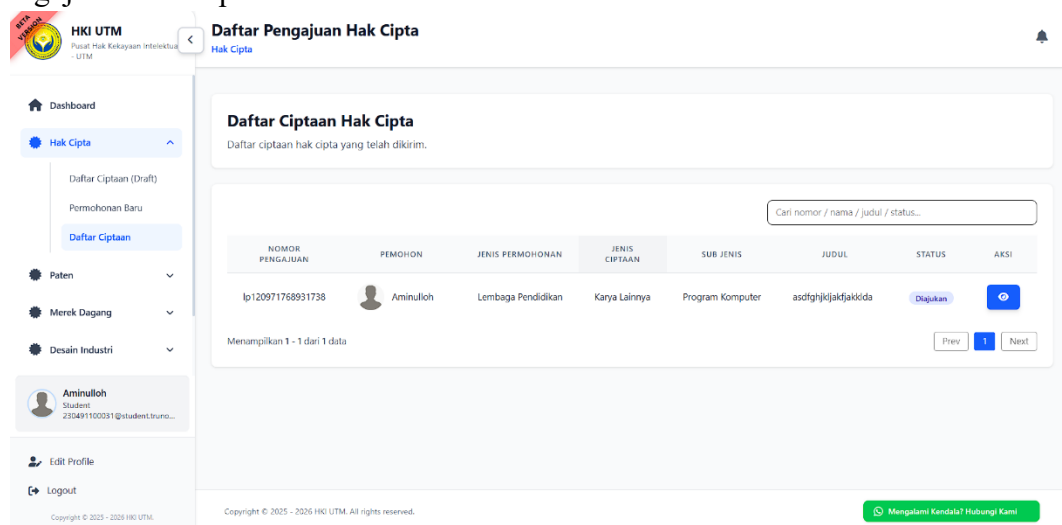 BETA
VERSION
HKI UTM
Pusat Hak Kekayaan Intelektua
- UTM
Daftar Pengajuan Hak Cipta
Hak Cipta
Dashboard
Hak Cipta
Daftar Ciptaan (Draft)
Permohonan Baru
Daftar Ciptaan
Paten
Merek Dagang
Desain Industri
Aminulloh
Student
230491100031@student.truno...
Edit Profile
Logout
Copyright © 2025 - 2026 HKI UTM.
Daftar Ciptaan Hak Cipta
Daftar ciptaan hak cipta yang telah dikirim.
Cari nomor / nama / judul / status...
NOMOR PENGAJUAN PEMOHON JENIS PERMOHONAN JENIS CIPTAAN SUB JENIS JUDUL STATUS AKSI
lp120971768931738 Aminulloh Lembaga Pendidikan Karya Lainnya Program Komputer asdfghjkljakfjakklda Diajukan
Menampilkan 1 - 1 dari 1 data
Prev 1 Next
Copyright © 2025 - 2026 HKI UTM. All rights reserved.
Mengalami Kendala? Hubungi Kami